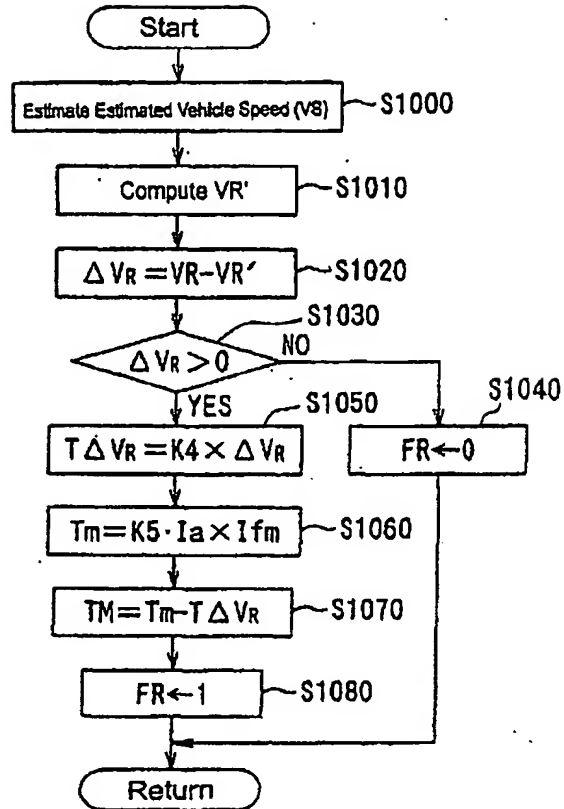 Start
Estimate Estimated Vehicle Speed (VS)
S1000
Compute VR'
S1010
ΔVR=VR-VR'
S1020
S1030
ΔVR>0
NO
YES
S1050
S1040
TΔVR=K4×ΔVR
FR←0
Tm=K5·Ia×Ifm
S1060
TM=Tm-TΔVR
S1070
FR←1
S1080
Return